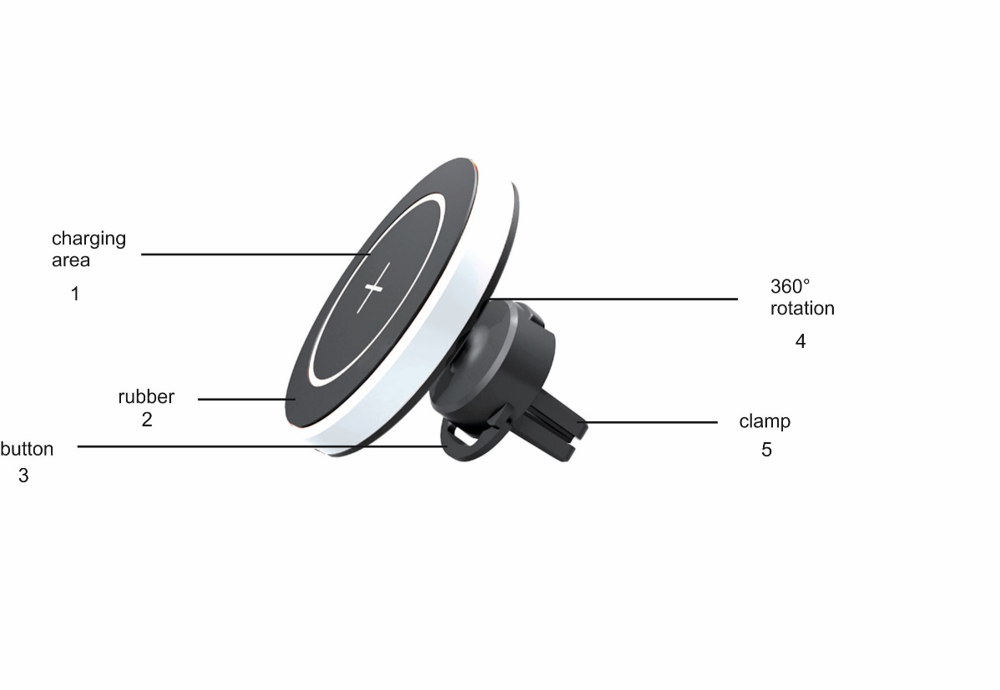 charging
area
1
rubber
2
button
3
360°
rotation
4
clamp
5